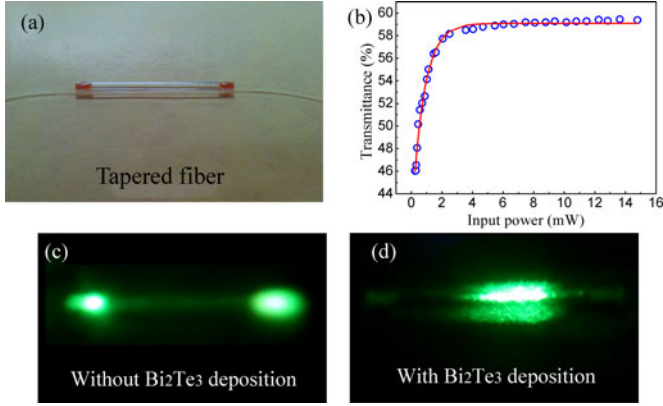 (a)
Tapered fiber
(b)
Transmittance (%)
60
58
56
54
52
50
48
46
44
0 2 4 6 8 10 12 14 16
Input power (mW)
(c)
Without Bi2Te3 deposition
(d)
With Bi2Te3 deposition